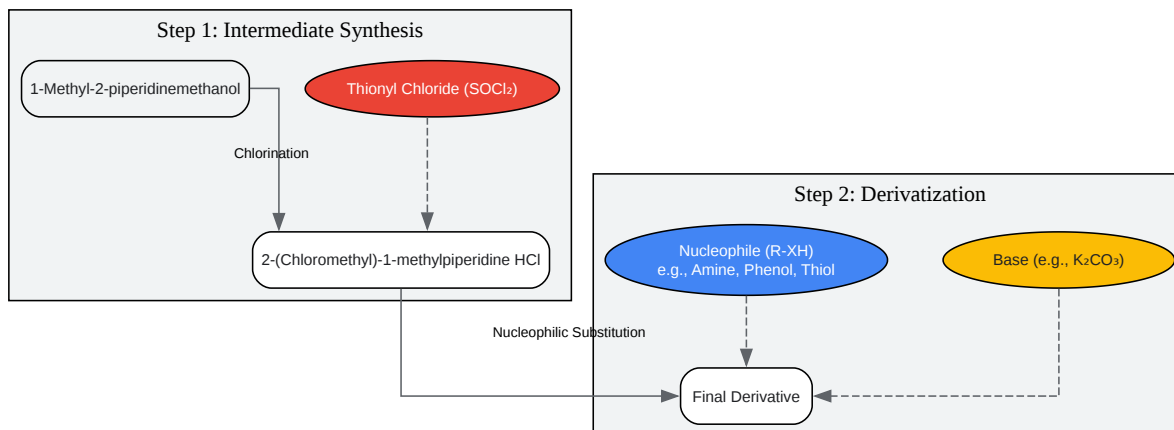 Step 1: Intermediate Synthesis
1-Methyl-2-piperidinemethanol
Thionyl Chloride (SOCl₂)
Chlorination
2-(Chloromethyl)-1-methylpiperidine HCl
Step 2: Derivatization
Nucleophile (R-XH)
e.g., Amine, Phenol, Thiol
Base (e.g., K₂CO₃)
Nucleophilic Substitution
Final Derivative